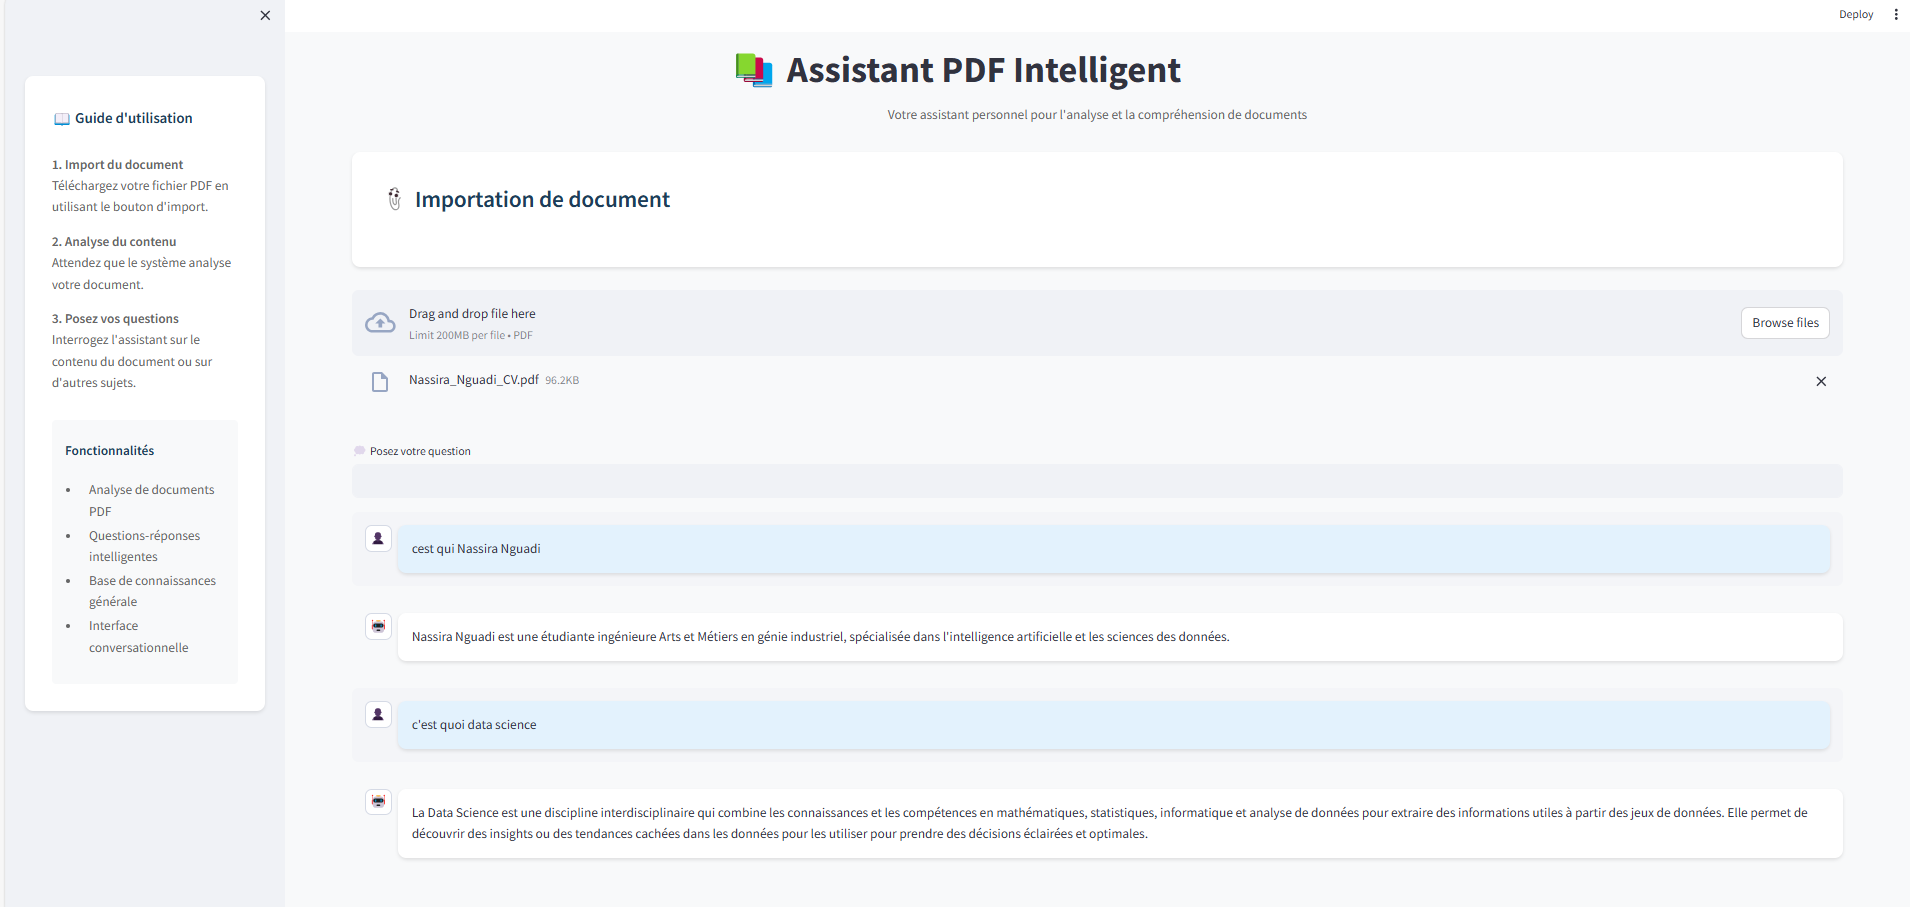 Deploy
📖 Guide d'utilisation
1. Import du document
Téléchargez votre fichier PDF en
utilisant le bouton d'import.
2. Analyse du contenu
Attendez que le système analyse
votre document.
3. Posez vos questions
Interrogez l'assistant sur le
contenu du document ou sur
d'autres sujets.
Fonctionnalités
• Analyse de documents
PDF
• Questions-réponses
intelligentes
• Base de connaissances
générale
• Interface
conversationnelle
Assistant PDF Intelligent
Votre assistant personnel pour l'analyse et la compréhension de documents
Importation de document
Drag and drop file here
Limit 200MB per file • PDF
Browse files
Nassira_Nguadi_CV.pdf 96.2KB
Posez votre question
cest qui Nassira Nguadi
Nassira Nguadi est une étudiante ingénieure Arts et Métiers en génie industriel, spécialisée dans l'intelligence artificielle et les sciences des données.
c'est quoi data science
La Data Science est une discipline interdisciplinaire qui combine les connaissances et les compétences en mathématiques, statistiques, informatique et analyse de données pour extraire des informations utiles à partir des jeux de données. Elle permet de
découvrir des insights ou des tendances cachées dans les données pour les utiliser pour prendre des décisions éclairées et optimales.